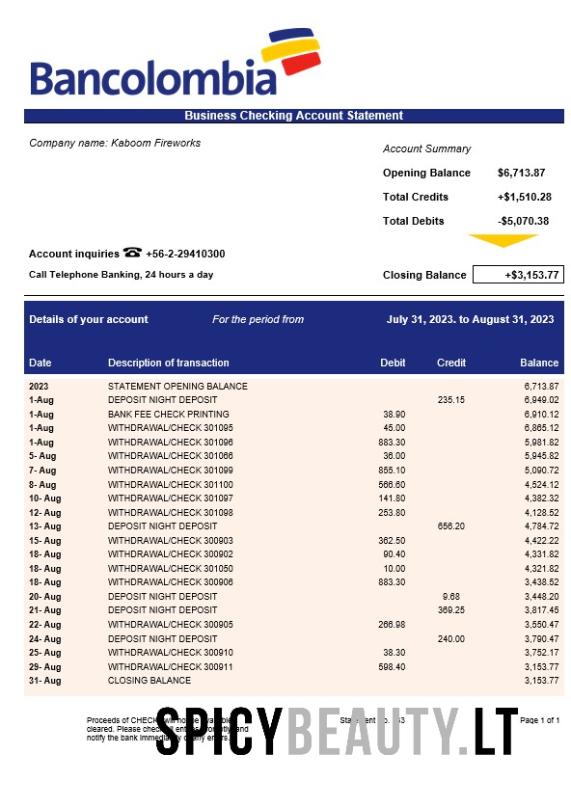 Bancolombia
Business Checking Account Statement
Company name: Kaboom Fireworks
Account Summary
Opening Balance $6,713.87
Total Credits +$1,510.28
Total Debits -$5,070.38
Account inquiries ☎ +56-2-29410300
Call Telephone Banking, 24 hours a day
Closing Balance +$3,153.77
Details of your account For the period from July 31, 2023. to August 31, 2023
Date Description of transaction Debit Credit Balance
2023 STATEMENT OPENING BALANCE 6,713.87
1-Aug DEPOSIT NIGHT DEPOSIT 235.15 6,949.02
1-Aug BANK FEE CHECK PRINTING 38.90 6,910.12
1-Aug WITHDRAWAL/CHECK 301095 45.00 6,865.12
1-Aug WITHDRAWAL/CHECK 301096 883.30 5,981.82
5- Aug WITHDRAWAL/CHECK 301066 36.00 5,945.82
7- Aug WITHDRAWAL/CHECK 301099 855.10 5,090.72
8- Aug WITHDRAWAL/CHECK 301100 566.60 4,524.12
10- Aug WITHDRAWAL/CHECK 301097 141.80 4,382.32
12- Aug WITHDRAWAL/CHECK 301098 253.80 4,128.52
13- Aug DEPOSIT NIGHT DEPOSIT 656.20 4,784.72
15- Aug WITHDRAWAL/CHECK 300903 362.50 4,422.22
18- Aug WITHDRAWAL/CHECK 300902 90.40 4,331.82
18- Aug WITHDRAWAL/CHECK 301050 10.00 4,321.82
18- Aug WITHDRAWAL/CHECK 300906 883.30 3,438.52
20- Aug DEPOSIT NIGHT DEPOSIT 9.68 3,448.20
21- Aug DEPOSIT NIGHT DEPOSIT 369.25 3,817.45
22- Aug WITHDRAWAL/CHECK 300905 266.98 3,550.47
24- Aug DEPOSIT NIGHT DEPOSIT 240.00 3,790.47
25- Aug WITHDRAWAL/CHECK 300910 38.30 3,752.17
29- Aug WITHDRAWAL/CHECK 300911 598.40 3,153.77
31- Aug CLOSING BALANCE 3,153.77
Proceeds of CHECK Page 1 of 1
cleared. Please and
notify the bank
SPICYBEAUTY.LT